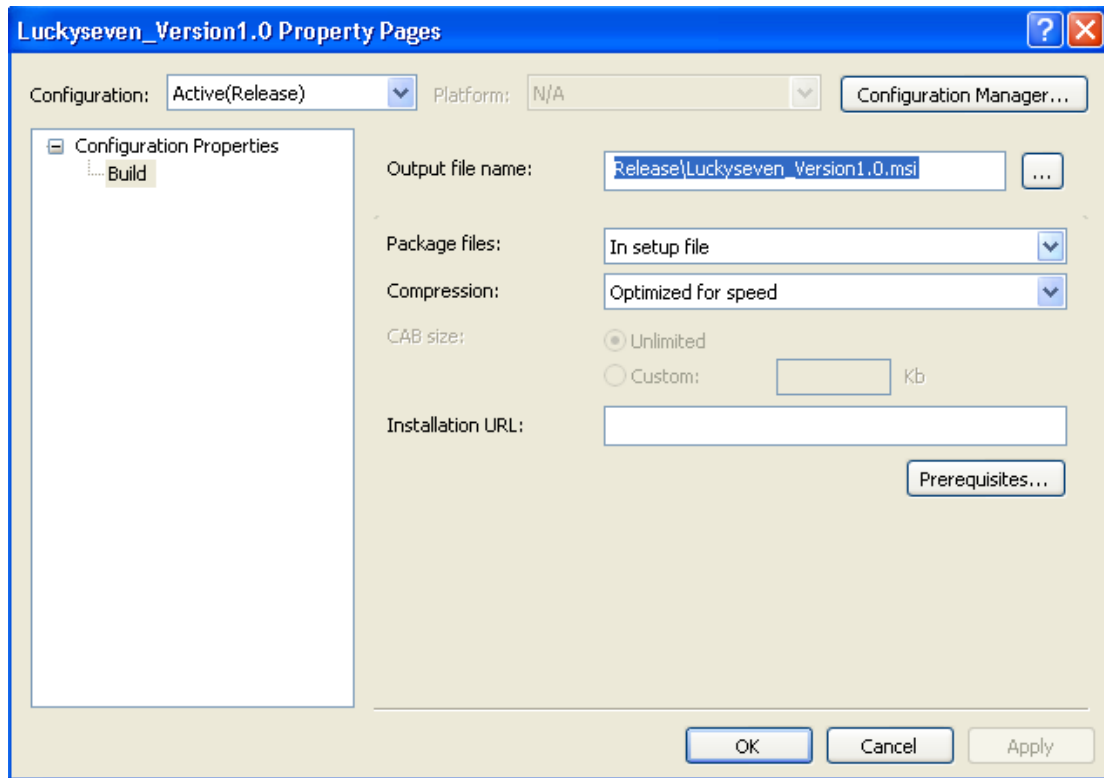 Luckyseven_Version1.0 Property Pages
Configuration: Active(Release) Platform: N/A Configuration Manager...
Configuration Properties
Build
Output file name: Release\Luckyseven_Version1.0.msi ...
Package files: In setup file
Compression: Optimized for speed
CAB size: Unlimited
Custom: Kb
Installation URL:
Prerequisites...
OK Cancel Apply